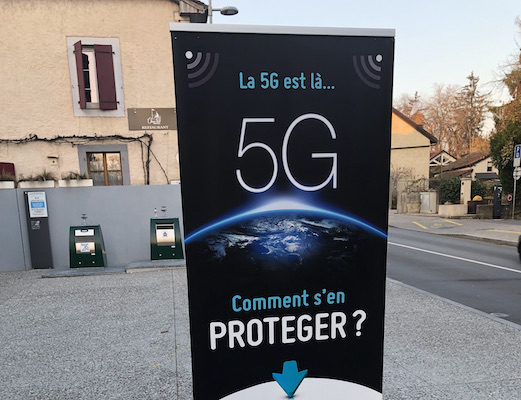 La 5G est là...
5G
Comment s'en
PROTEGER ?
RESTAURANT